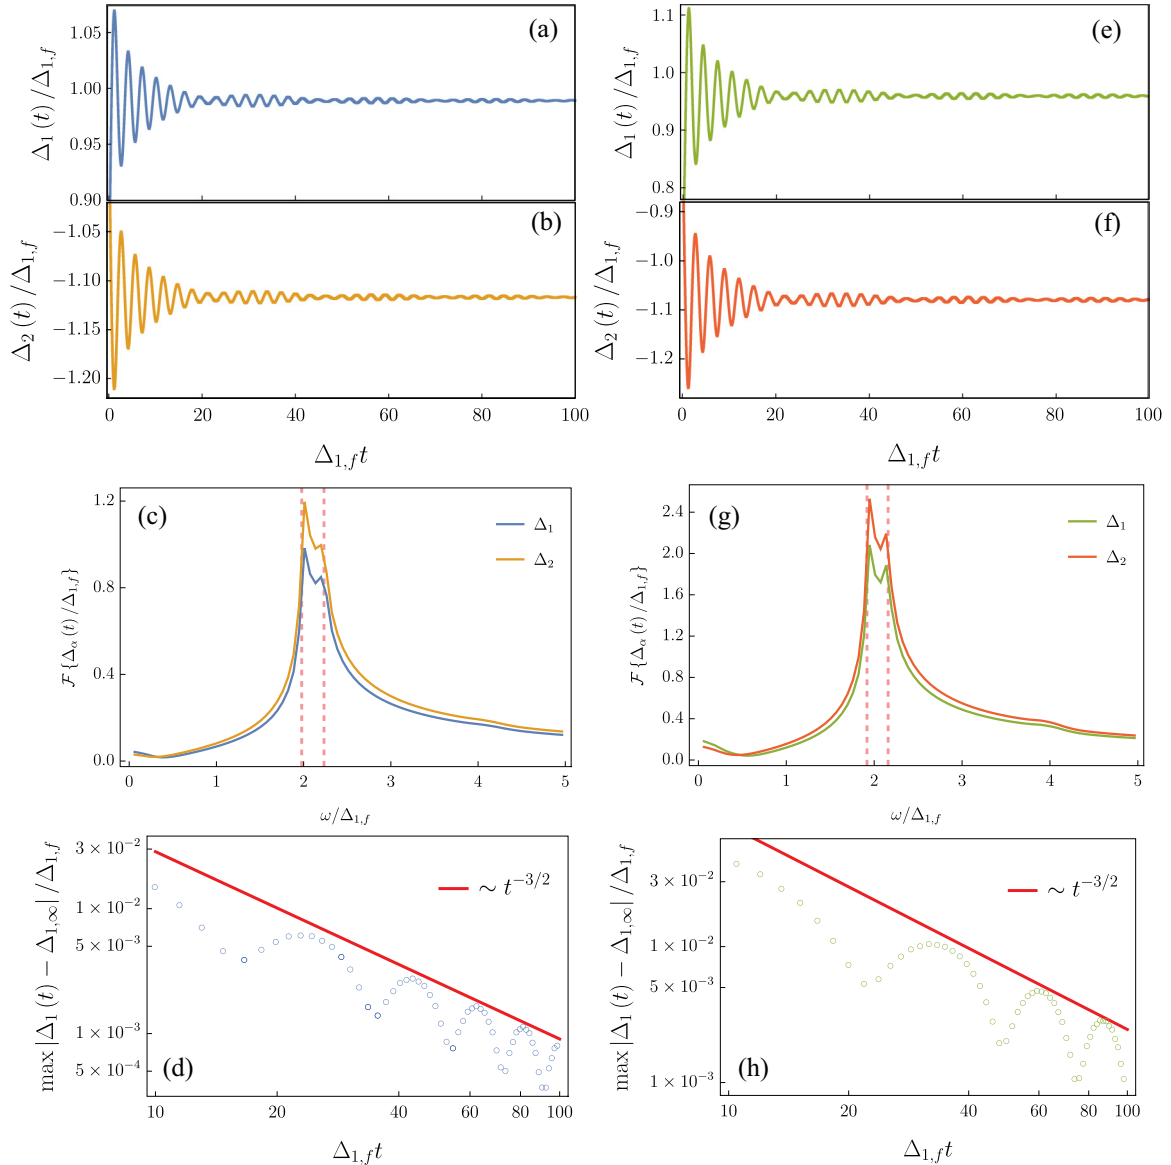 (a)
Δ₁(t)/Δ₁,f
1.05
1.00
0.95
0.90
(b)
Δ₂(t)/Δ₁,f
−1.05
−1.10
−1.15
−1.20
0 20 40 60 80 100
Δ₁,f t
(e)
Δ₁(t)/Δ₁,f
1.1
1.0
0.9
0.8
(f)
Δ₂(t)/Δ₁,f
−0.9
−1.0
−1.1
−1.2
0 20 40 60 80 100
Δ₁,f t
(c)
Δ₁
Δ₂
ℱ{Δα(t)/Δ₁,f}
1.2
0.8
0.4
0.0
0 1 2 3 4 5
ω/Δ₁,f
(g)
Δ₁
Δ₂
ℱ{Δα(t)/Δ₁,f}
2.4
2.0
1.6
1.2
0.8
0.4
0.0
0 1 2 3 4 5
ω/Δ₁,f
(d)
∼ t⁻³/²
max |Δ₁(t) − Δ₁,∞| /Δ₁,f
3 × 10⁻²
1 × 10⁻²
5 × 10⁻³
1 × 10⁻³
5 × 10⁻⁴
10 20 40 60 80 100
Δ₁,f t
(h)
∼ t⁻³/²
max |Δ₁(t) − Δ₁,∞| /Δ₁,f
3 × 10⁻²
1 × 10⁻²
5 × 10⁻³
1 × 10⁻³
10 20 40 60 80 100
Δ₁,f t